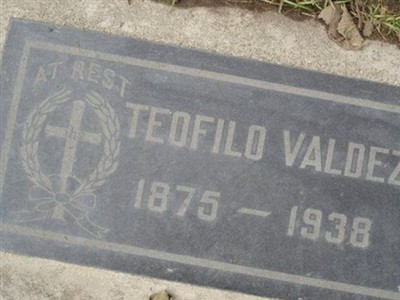 AT REST
TEOFILO VALDEZ
1875 — 1938